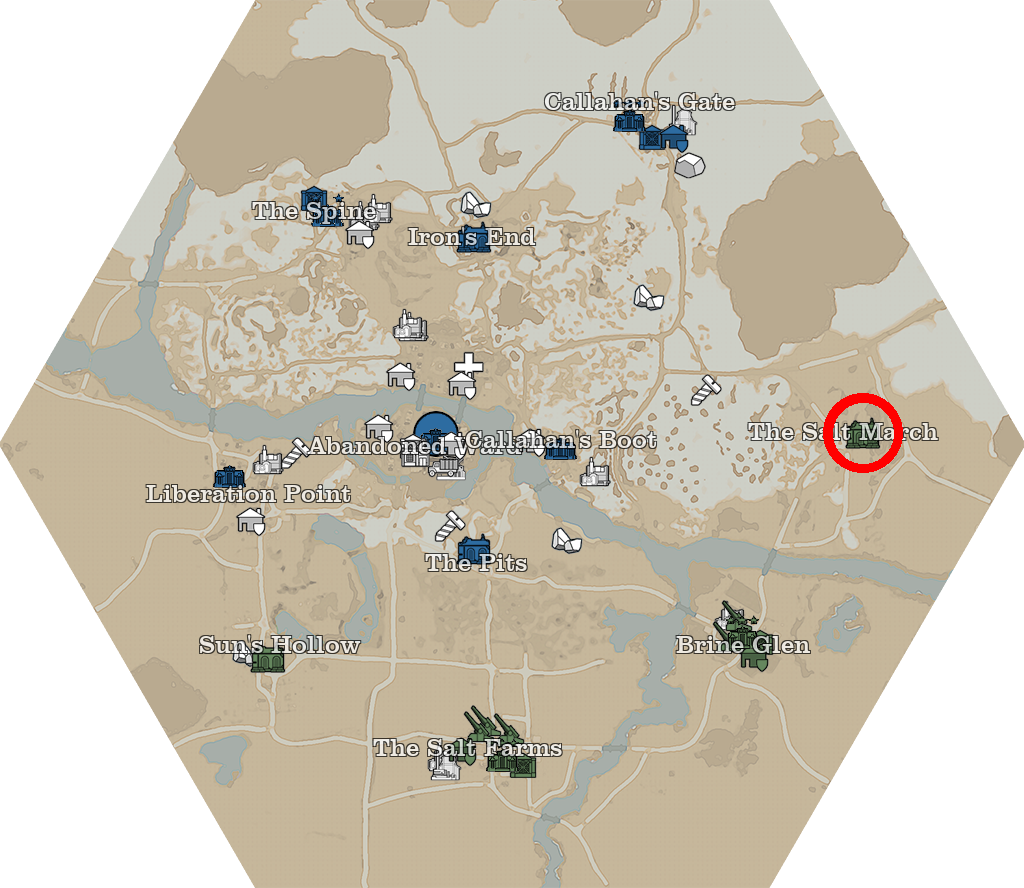 Callahan's Gate
The Spine
Iron's End
The Salt March
Abandoned Ward
Callahan's Boot
Liberation Point
The Pits
Sun's Hollow
Brine Glen
The Salt Farms